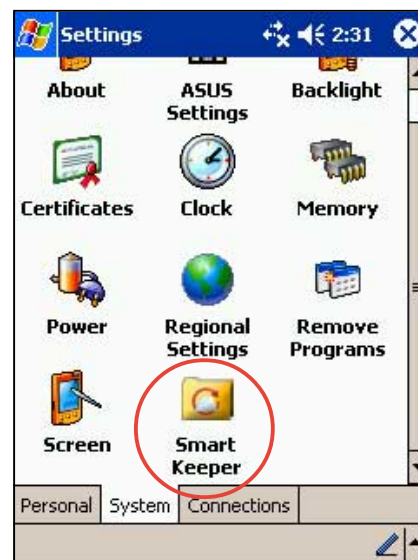 Settings 2:31
About ASUS Settings Backlight
Certificates Clock Memory
Power Regional Settings Remove Programs
Screen Smart Keeper
Personal System Connections